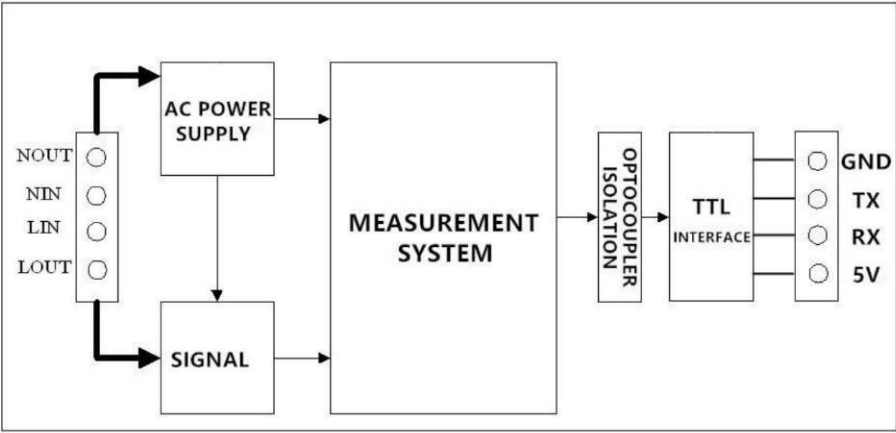 NOUT
NIN
LIN
LOUT
AC POWER
SUPPLY
SIGNAL
MEASUREMENT
SYSTEM
OPTOCOUPLER
ISOLATION
TTL
INTERFACE
GND
TX
RX
5V